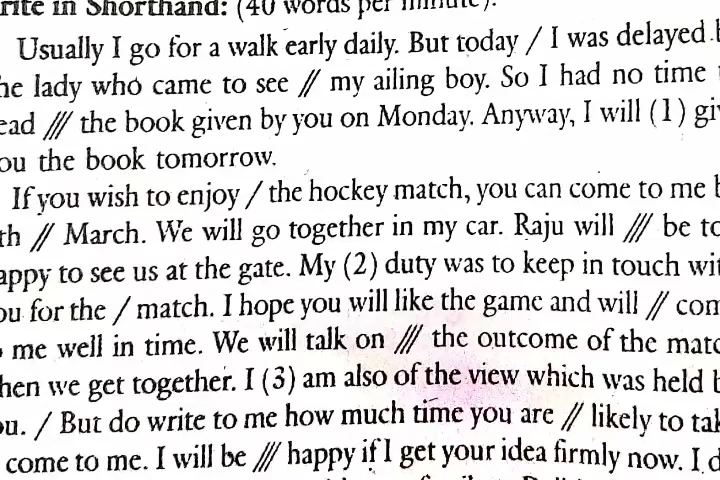 rite in Shorthand: (40 words per minute).
Usually I go for a walk early daily. But today / I was delayed
he lady who came to see // my ailing boy. So I had no time
ead /// the book given by you on Monday. Anyway, I will (1) giv
ou the book tomorrow.
If you wish to enjoy / the hockey match, you can come to me b
th // March. We will go together in my car. Raju will /// be to
appy to see us at the gate. My (2) duty was to keep in touch wit
ou for the / match. I hope you will like the game and will // com
me well in time. We will talk on /// the outcome of the matc
hen we get together. I (3) am also of the view which was held b
ou. / But do write to me how much time you are // likely to tak
come to me. I will be /// happy if I get your idea firmly now. I d